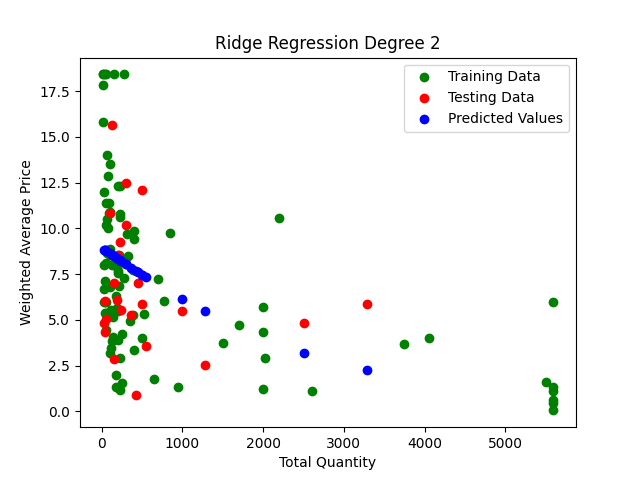 Ridge Regression Degree 2
Training Data
Testing Data
Predicted Values
Weighted Average Price
17.5
15.0
12.5
10.0
7.5
5.0
2.5
0.0
0 1000 2000 3000 4000 5000
Total Quantity